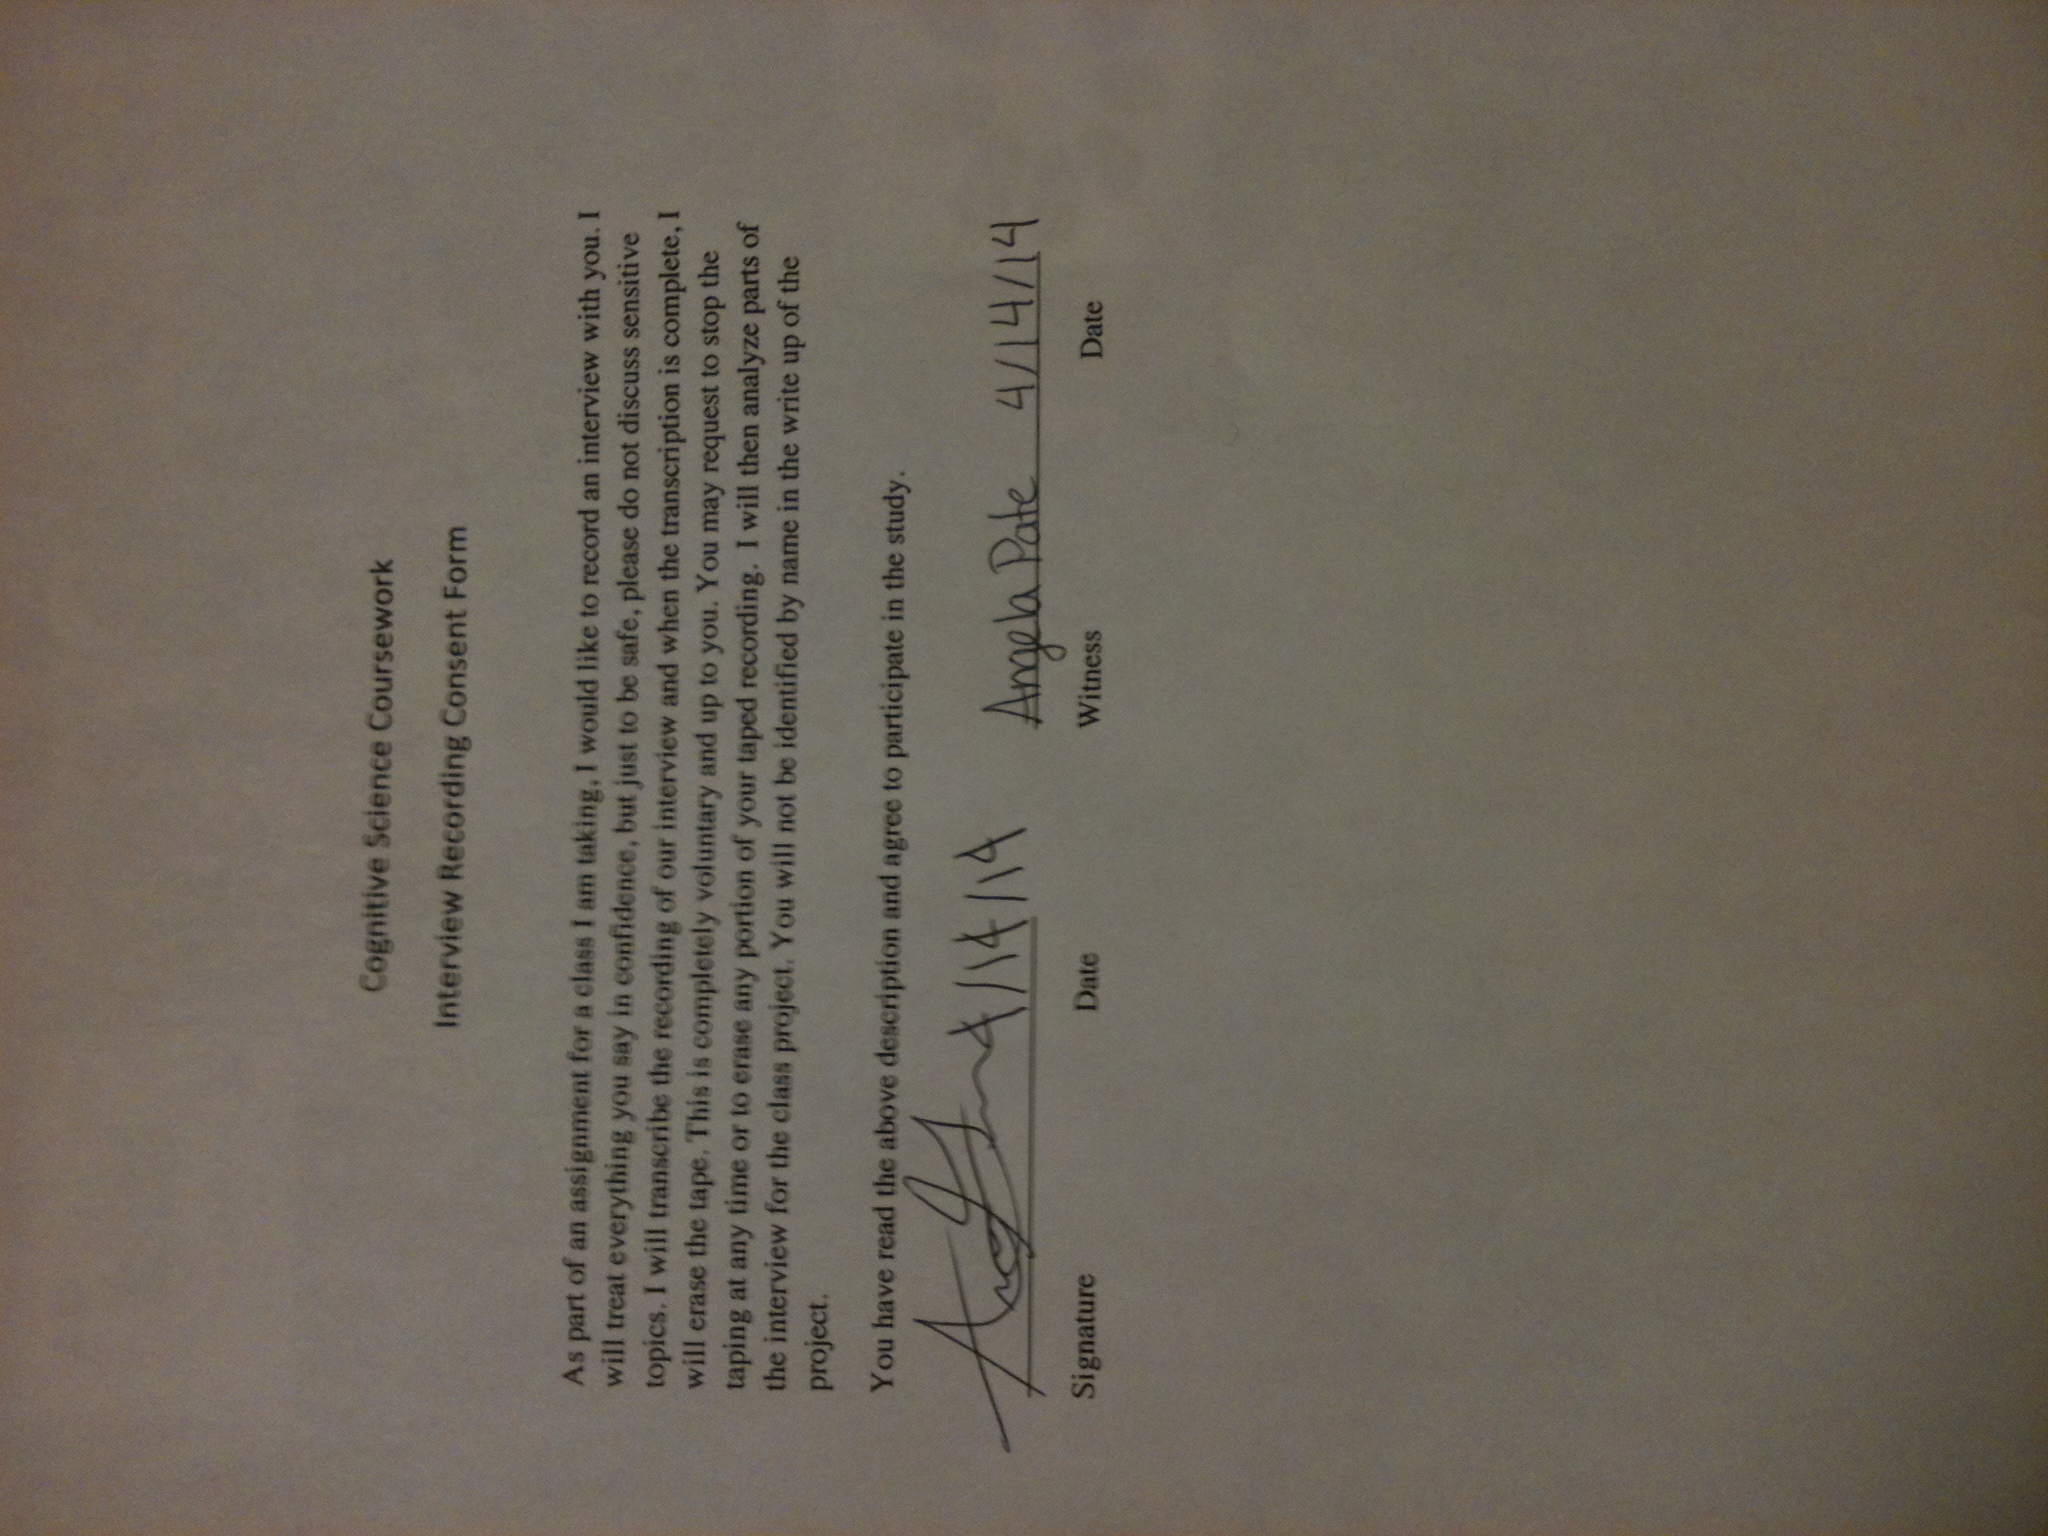 Cognitive Science Coursework
Interview Recording Consent Form
As part of an assignment for a class I am taking, I would like to record an interview with you. I
will treat everything you say in confidence, but just to be safe, please do not discuss sensitive
topics. I will transcribe the recording of our interview and when the transcription is complete, I
will erase the tape. This is completely voluntary and up to you. You may request to stop the
taping at any time or to erase any portion of your taped recording.  I will then analyze parts of
the interview for the class project. You will not be identified by name in the write up of the
project.
You have read the above description and agree to participate in the study.
4/14/14 Angela Pate 4/14/14
Signature Date Witness Date